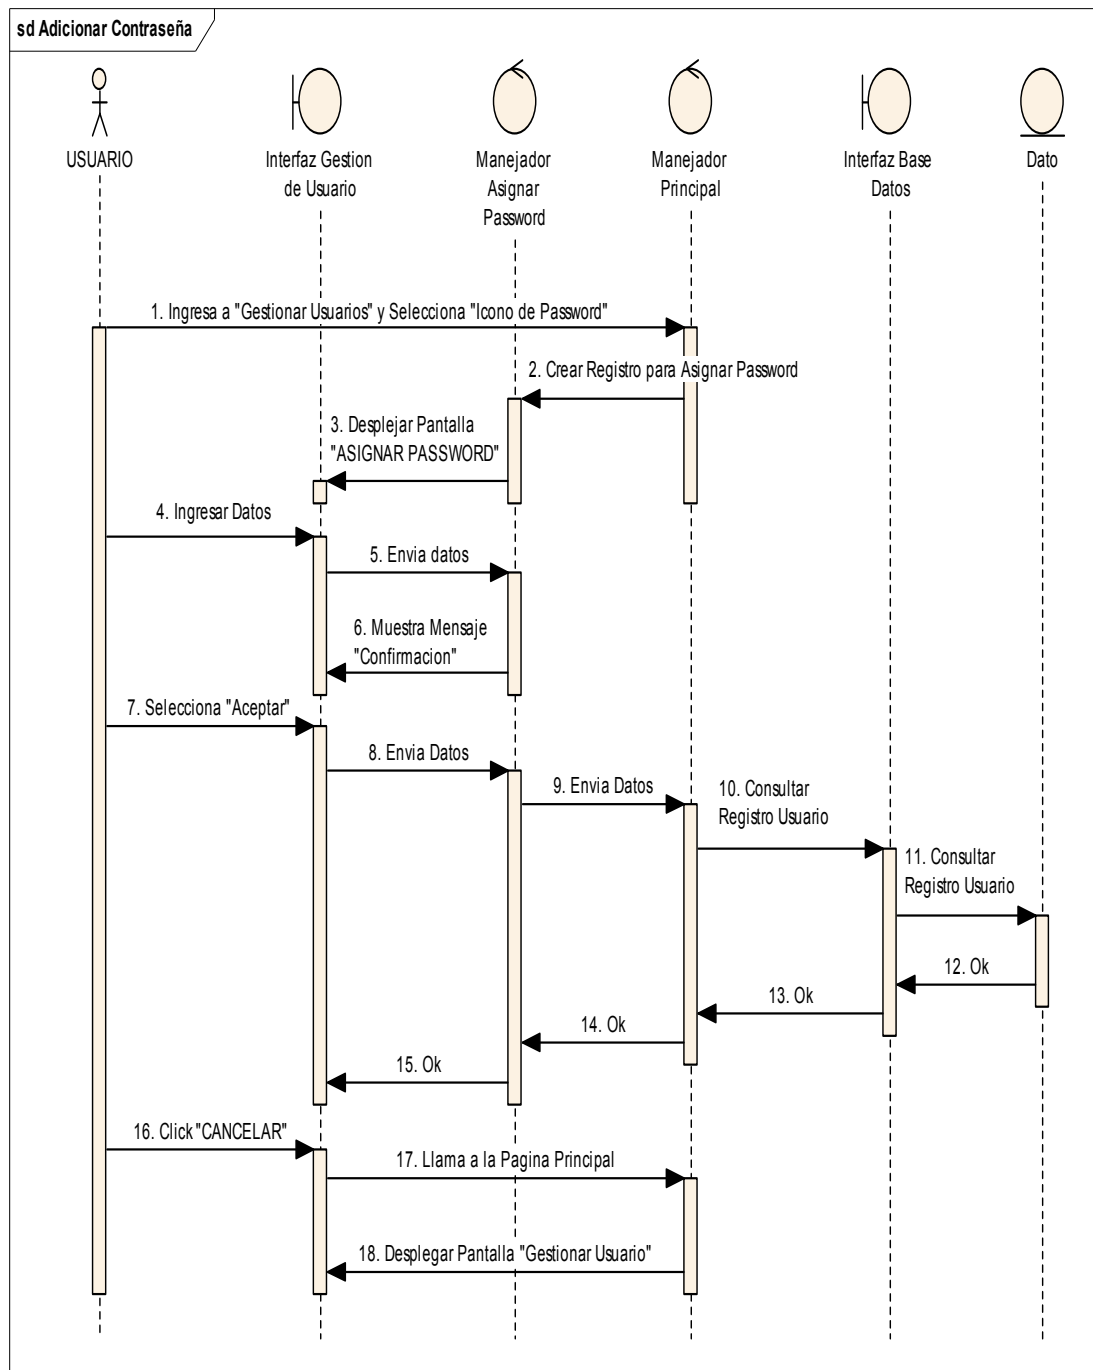 sd Adicionar Contraseña
USUARIO
Interfaz Gestion
de Usuario
Manejador
Asignar
Password
Manejador
Principal
Interfaz Base
Datos
Dato
1. Ingresa a "Gestionar Usuarios" y Selecciona "Icono de Password"
2. Crear Registro para Asignar Password
3. Desplejar Pantalla
"ASIGNAR PASSWORD"
4. Ingresar Datos
5. Envia datos
6. Muestra Mensaje
"Confirmacion"
7. Selecciona "Aceptar"
8. Envia Datos
9. Envia Datos
10. Consultar
Registro Usuario
11. Consultar
Registro Usuario
12. Ok
13. Ok
14. Ok
15. Ok
16. Click "CANCELAR"
17. Llama a la Pagina Principal
18. Desplegar Pantalla "Gestionar Usuario"